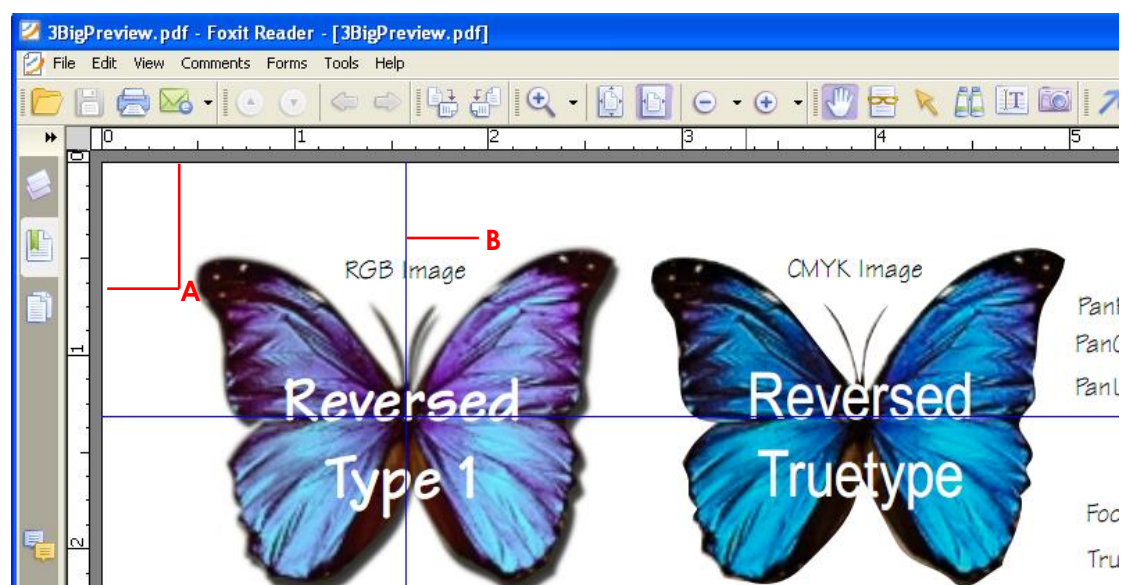 3BigPreview.pdf - Foxit Reader - [3BigPreview.pdf]
File Edit View Comments Forms Tools Help
0 1 2 3 4 5
0
B
RGB Image
CMYK Image
A
1
Reversed
Type 1
Reversed
Truetype
2